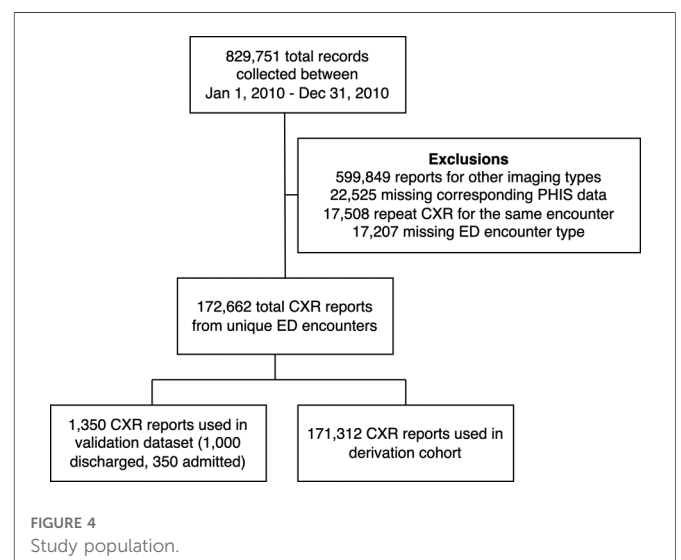 829,751 total records
collected between
Jan 1, 2010 - Dec 31, 2010
Exclusions
599,849 reports for other imaging types
22,525 missing corresponding PHIS data
17,508 repeat CXR for the same encounter
17,207 missing ED encounter type
172,662 total CXR reports
from unique ED encounters
1,350 CXR reports used in
validation dataset (1,000
discharged, 350 admitted)
171,312 CXR reports used in
derivation cohort
FIGURE 4
Study population.